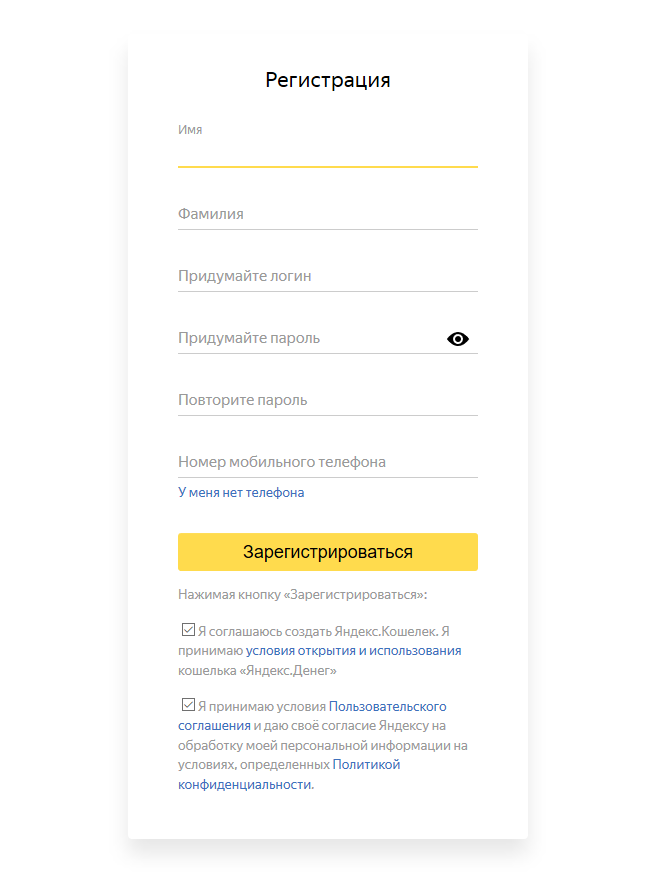 Регистрация
Имя
Фамилия
Придумайте логин
Придумайте пароль
Повторите пароль
Номер мобильного телефона
У меня нет телефона
Зарегистрироваться
Нажимая кнопку «Зарегистрироваться»:
Я соглашаюсь создать Яндекс.Кошелек. Я
принимаю условия открытия и использования
кошелька «Яндекс.Денег»
Я принимаю условия Пользовательского
соглашения и даю своё согласие Яндексу на
обработку моей персональной информации на
условиях, определенных Политикой
конфиденциальности.